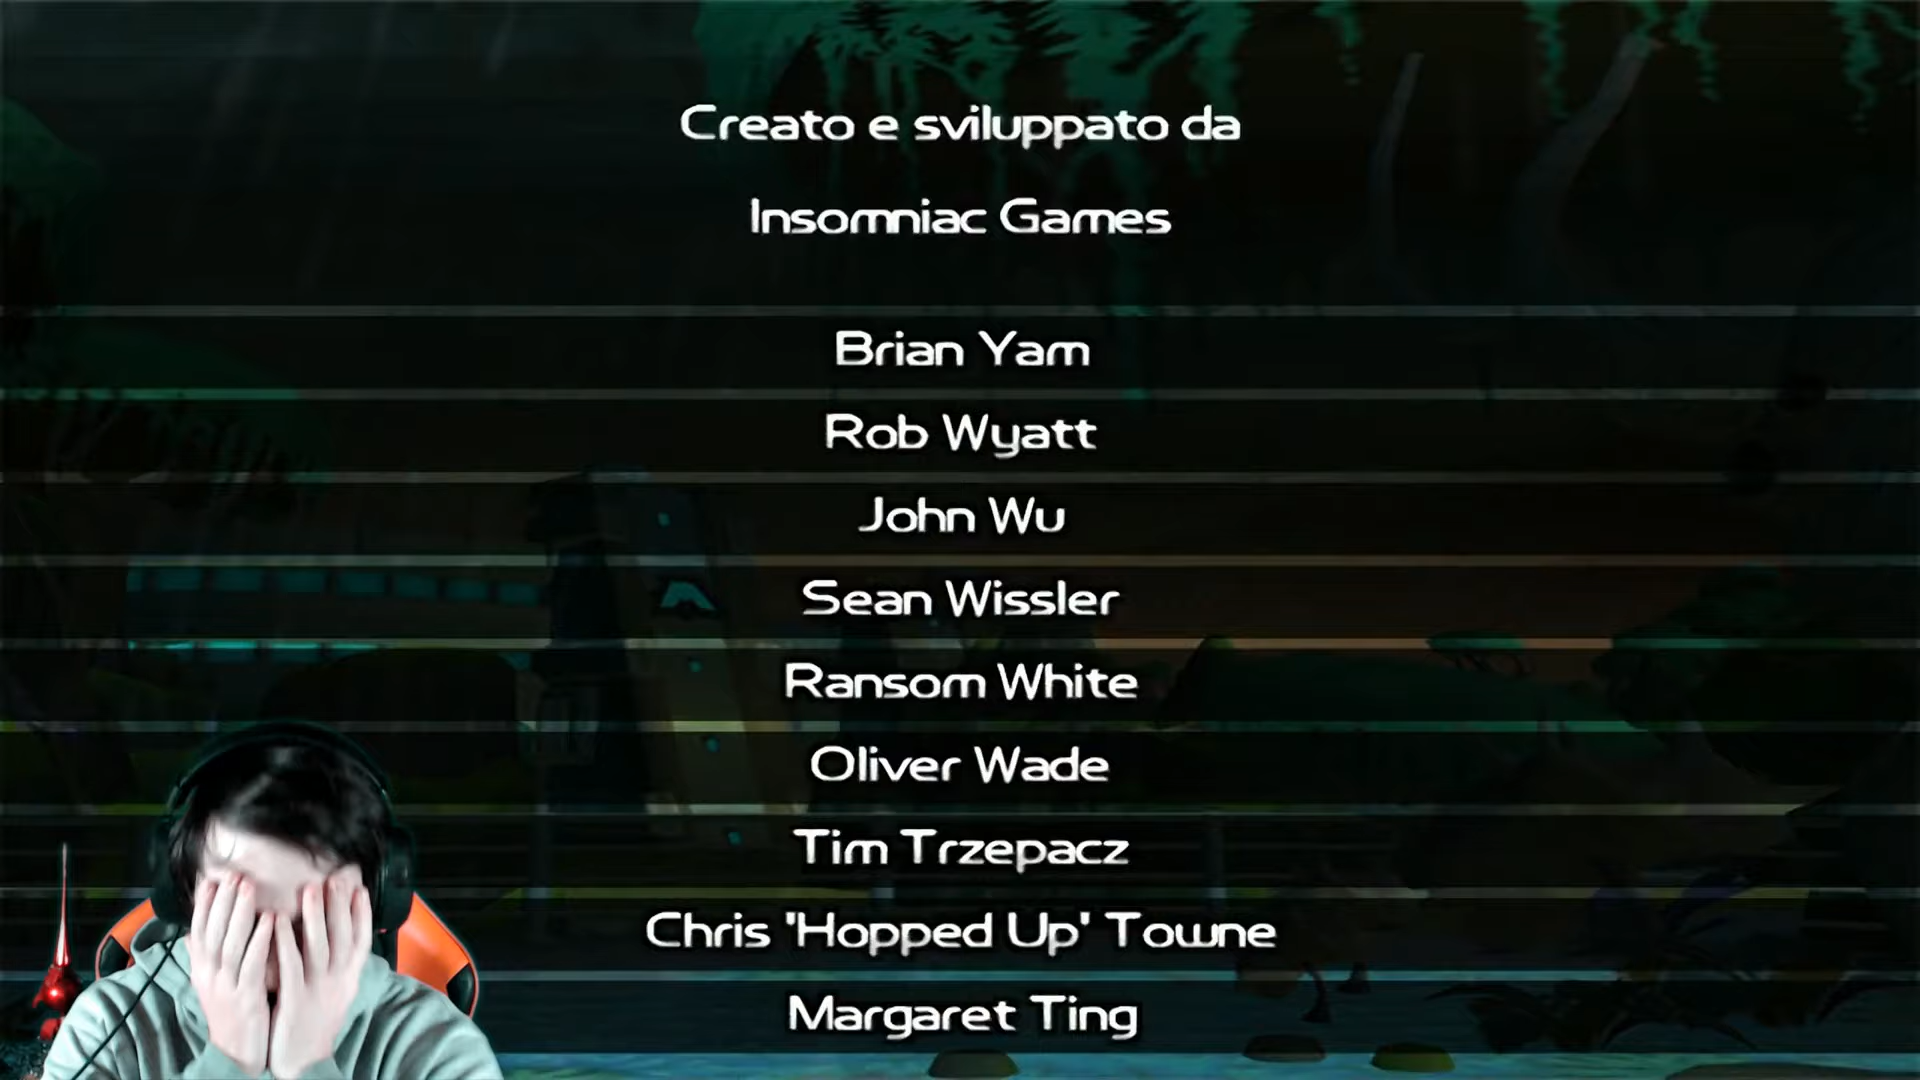 Creato e sviluppato da
Insomniac Games
Brian Yam
Rob Wyatt
John Wu
Sean Wissler
Ransom White
Oliver Wade
Tim Trzepacz
Chris 'Hopped Up' Towne
Margaret Ting